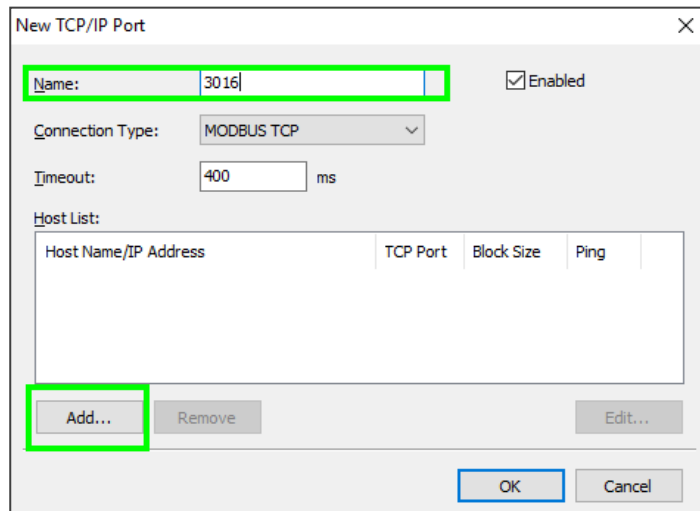 New TCP/IP Port
Name: 3016 Enabled
Connection Type: MODBUS TCP
Timeout: 400 ms
Host List:
Host Name/IP Address TCP Port Block Size Ping
Add... Remove Edit...
OK Cancel